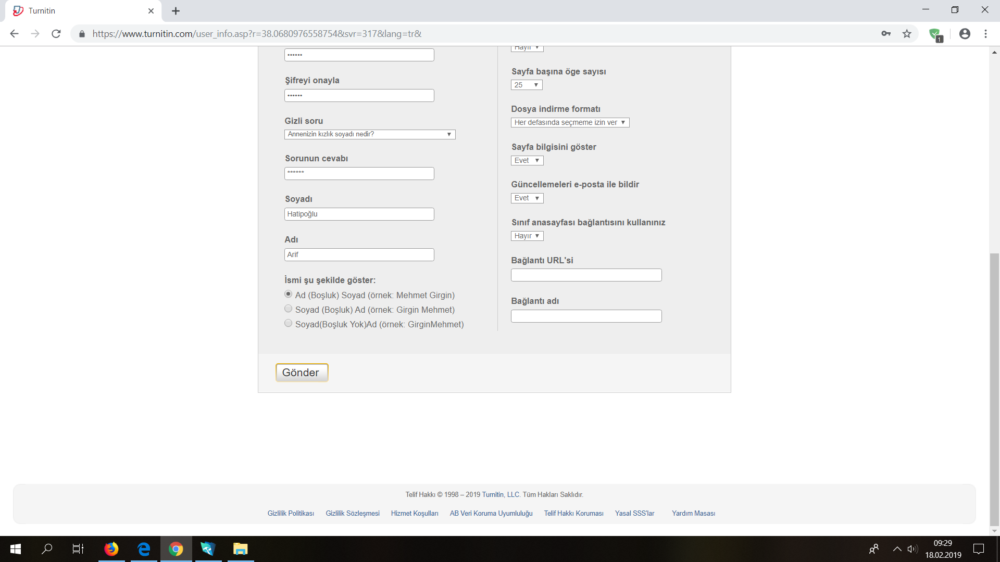 Turnitin
https://www.turnitin.com/user_info.asp?r=38.0680976558754&svr=317&lang=tr&
1
••••••
Şifreyi onayla
••••••
Gizli soru
Annenizin kızlık soyadı nedir?
Sorunun cevabı
******
Soyadı
Hatipoğlu
Adı
Arif
İsmi şu şekilde göster:
Ad (Boşluk) Soyad (örnek: Mehmet Girgin)
Soyad (Boşluk) Ad (örnek: Girgin Mehmet)
Soyad(Boşluk Yok)Ad (örnek: GirginMehmet)
Hayır
Sayfa başına öge sayısı
25
Dosya indirme formatı
Her defasında seçmeme izin ver
Sayfa bilgisini göster
Evet
Güncellemeleri e-posta ile bildir
Evet
Sınıf anasayfası bağlantısını kullanınız
Hayır
Bağlantı URL'si
Bağlantı adı
Gönder
Telif Hakkı © 1998 – 2019 Turnitin, LLC. Tüm Hakları Saklıdır.
Gizlilik Politikası Gizlilik Sözleşmesi Hizmet Koşulları AB Veri Koruma Uyumluluğu Telif Hakkı Koruması Yasal SSS'lar Yardım Masası
09:29
18.02.2019